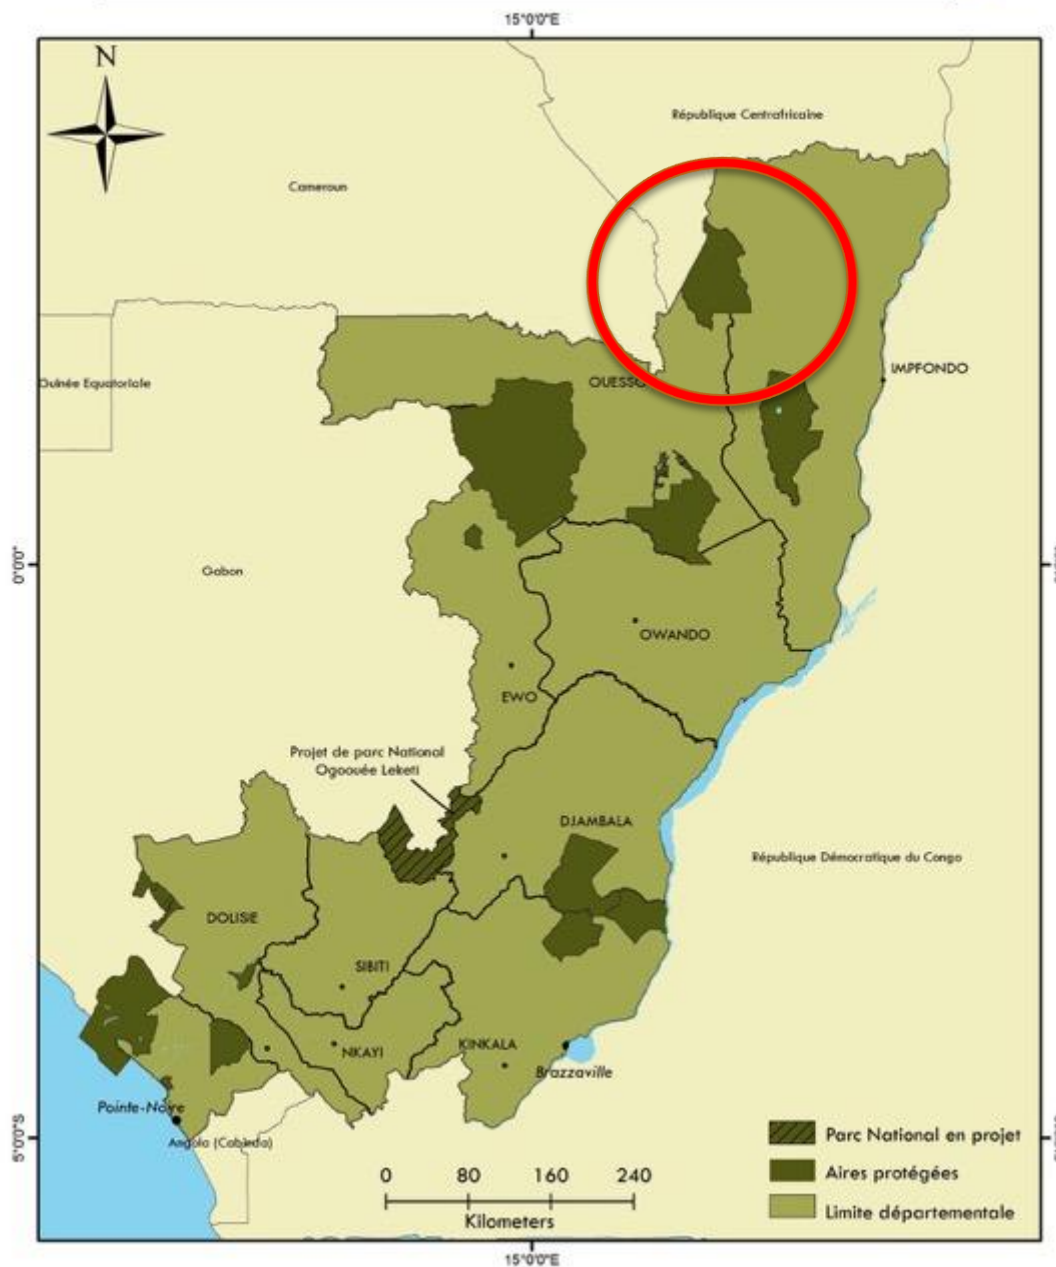 15°0'0"E
N
République Centrafricaine
Cameroun
IMPFONDO
OUESSO
Guinée Equatoriale
0°0'0"
Gabon
OWANDO
EWO
Projet de parc National
Ogoouée Leketi
DJAMBALA
République Démocratique du Congo
DOLISIE
SIBITI
NKAYI
KINKALA
Brazzaville
Pointe-Noire
Angola (Cabinda)
5°0'0"S
0 80 160 240
Kilometers
Parc National en projet
Aires protégées
Limite départementale
15°0'0"E